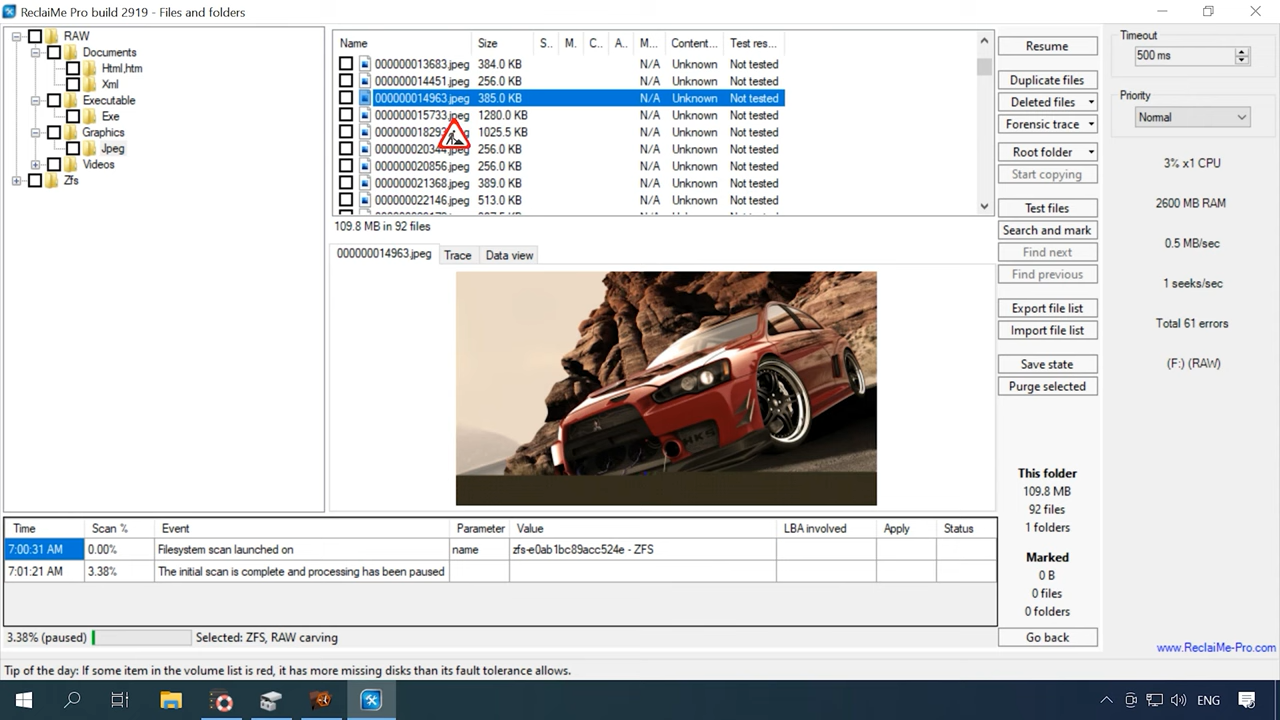 ReclaiMe Pro build 2919 - Files and folders
RAW
Documents
Html,htm
Xml
Executable
Exe
Graphics
Jpeg
Videos
Zfs
Name Size S.. M. C.. A.. M... Content... Test res...
000000013683.jpeg 384.0 KB N/A Unknown Not tested
000000014451.jpeg 256.0 KB N/A Unknown Not tested
000000014963.jpeg 385.0 KB N/A Unknown Not tested
000000015733.jpeg 1280.0 KB N/A Unknown Not tested
1025.5 KB N/A Unknown Not tested
000000020344.jpeg 256.0 KB N/A Unknown Not tested
000000020856.jpeg 256.0 KB N/A Unknown Not tested
000000021368.jpeg 389.0 KB N/A Unknown Not tested
000000022146.jpeg 513.0 KB N/A Unknown Not tested
109.8 MB in 92 files
000000014963.jpeg Trace Data view
HKS
Resume
Duplicate files
Deleted files
Forensic trace
Root folder
Start copying
Test files
Search and mark
Find next
Find previous
Export file list
Import file list
Save state
Purge selected
This folder
109.8 MB
92 files
1 folders
Marked
0 B
0 files
0 folders
Go back
Timeout
500 ms
Priority
Normal
3% x1 CPU
2600 MB RAM
0.5 MB/sec
1 seeks/sec
Total 61 errors
(F:) (RAW)
www.ReclaiMe-Pro.com
Time Scan % Event Parameter Value LBA involved Apply Status
7:00:31 AM 0.00% Filesystem scan launched on name zfs-e0ab1bc89acc524e - ZFS
7:01:21 AM 3.38% The initial scan is complete and processing has been paused
3.38% (paused) Selected: ZFS, RAW carving
Tip of the day: If some item in the volume list is red, it has more missing disks than its fault tolerance allows.
ENG